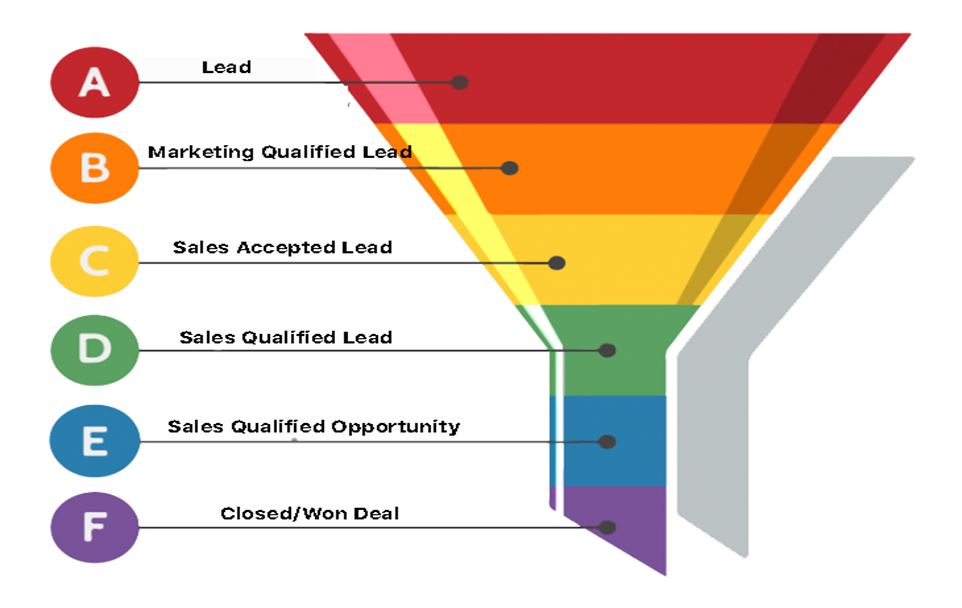 A Lead
B Marketing Qualified Lead
C Sales Accepted Lead
D Sales Qualified Lead
E Sales Qualified Opportunity
F Closed/Won Deal